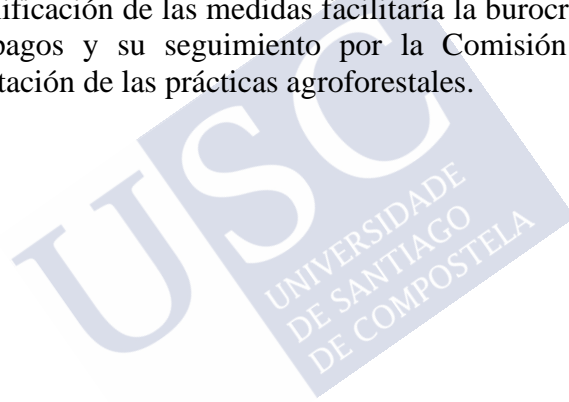 ificación de las medidas facilitaría la burocr
pagos y su seguimiento por la Comisión
tación de las prácticas agroforestales.
USC
UNIVERSIDADE
DE SANTIAGO
DE COMPOSTELA